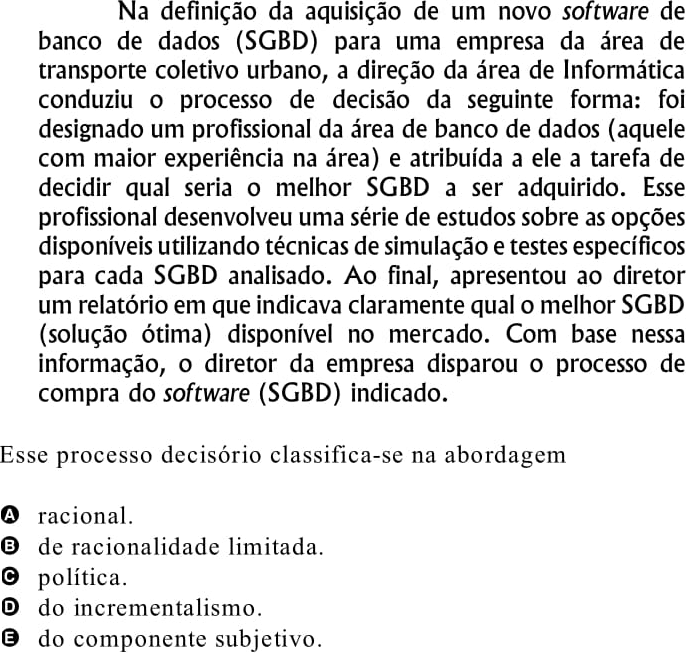 Na definição da aquisição de um novo software de
banco de dados (SGBD) para uma empresa da área de
transporte coletivo urbano, a direção da área de Informática
conduziu o processo de decisão da seguinte forma: foi
designado um profissional da área de banco de dados (aquele
com maior experiência na área) e atribuída a ele a tarefa de
decidir qual seria o melhor SGBD a ser adquirido. Esse
profissional desenvolveu uma série de estudos sobre as opções
disponíveis utilizando técnicas de simulação e testes específicos
para cada SGBD analisado. Ao final, apresentou ao diretor
um relatório em que indicava claramente qual o melhor SGBD
(solução ótima) disponível no mercado. Com base nessa
informação, o diretor da empresa disparou o processo de
compra do software (SGBD) indicado.
Esse processo decisório classifica-se na abordagem
A racional.
B de racionalidade limitada.
C política.
D do incrementalismo.
E do componente subjetivo.